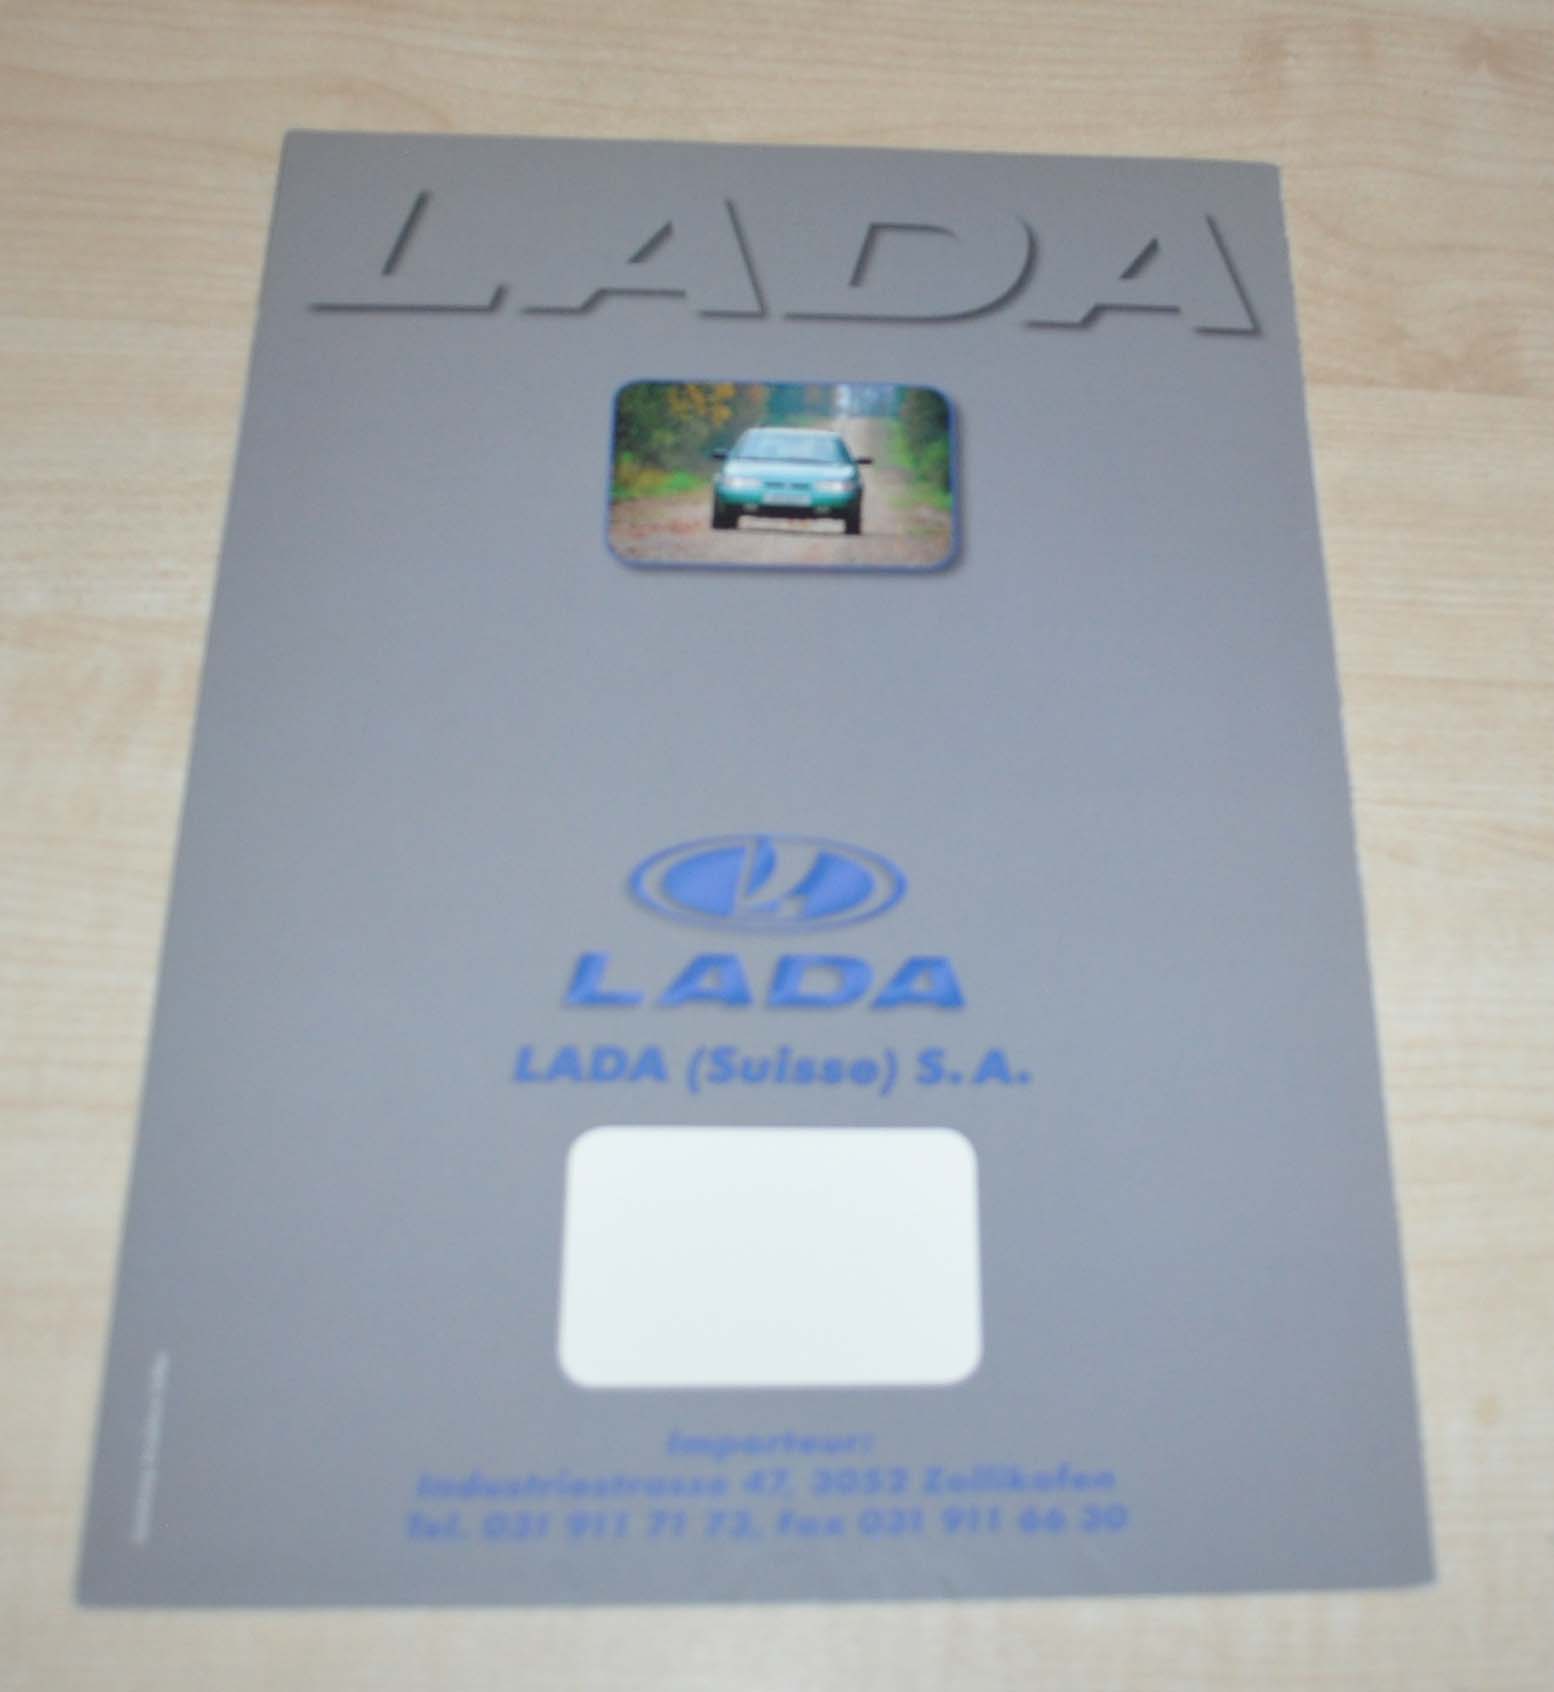 LADA
LADA
LADA (Suisse) S.A.
Importeur:
Industriestrasse 47, 3052 Zollikofen
Tel. 031 911 71 73, Fax 031 911 66 30